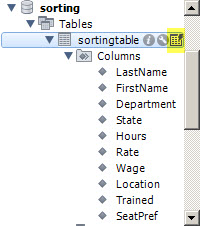 sorting
Tables
sortingtable
Columns
LastName
FirstName
Department
State
Hours
Rate
Wage
Location
Trained
SeatPref